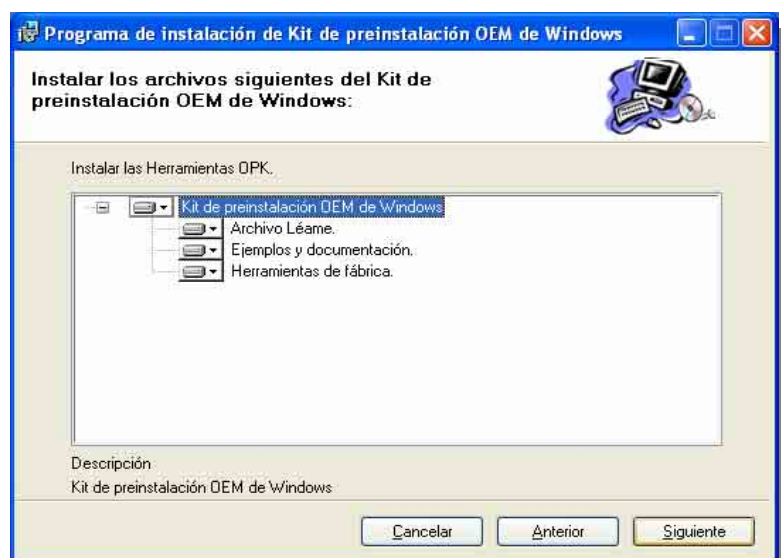 Programa de instalación de Kit de preinstalación OEM de Windows
Instalar los archivos siguientes del Kit de
preinstalación OEM de Windows:
Instalar las Herramientas OPK.
Kit de preinstalación OEM de Windows
Archivo Léame.
Ejemplos y documentación.
Herramientas de fábrica.
Descripción
Kit de preinstalación OEM de Windows
Cancelar
Anterior
Siguiente